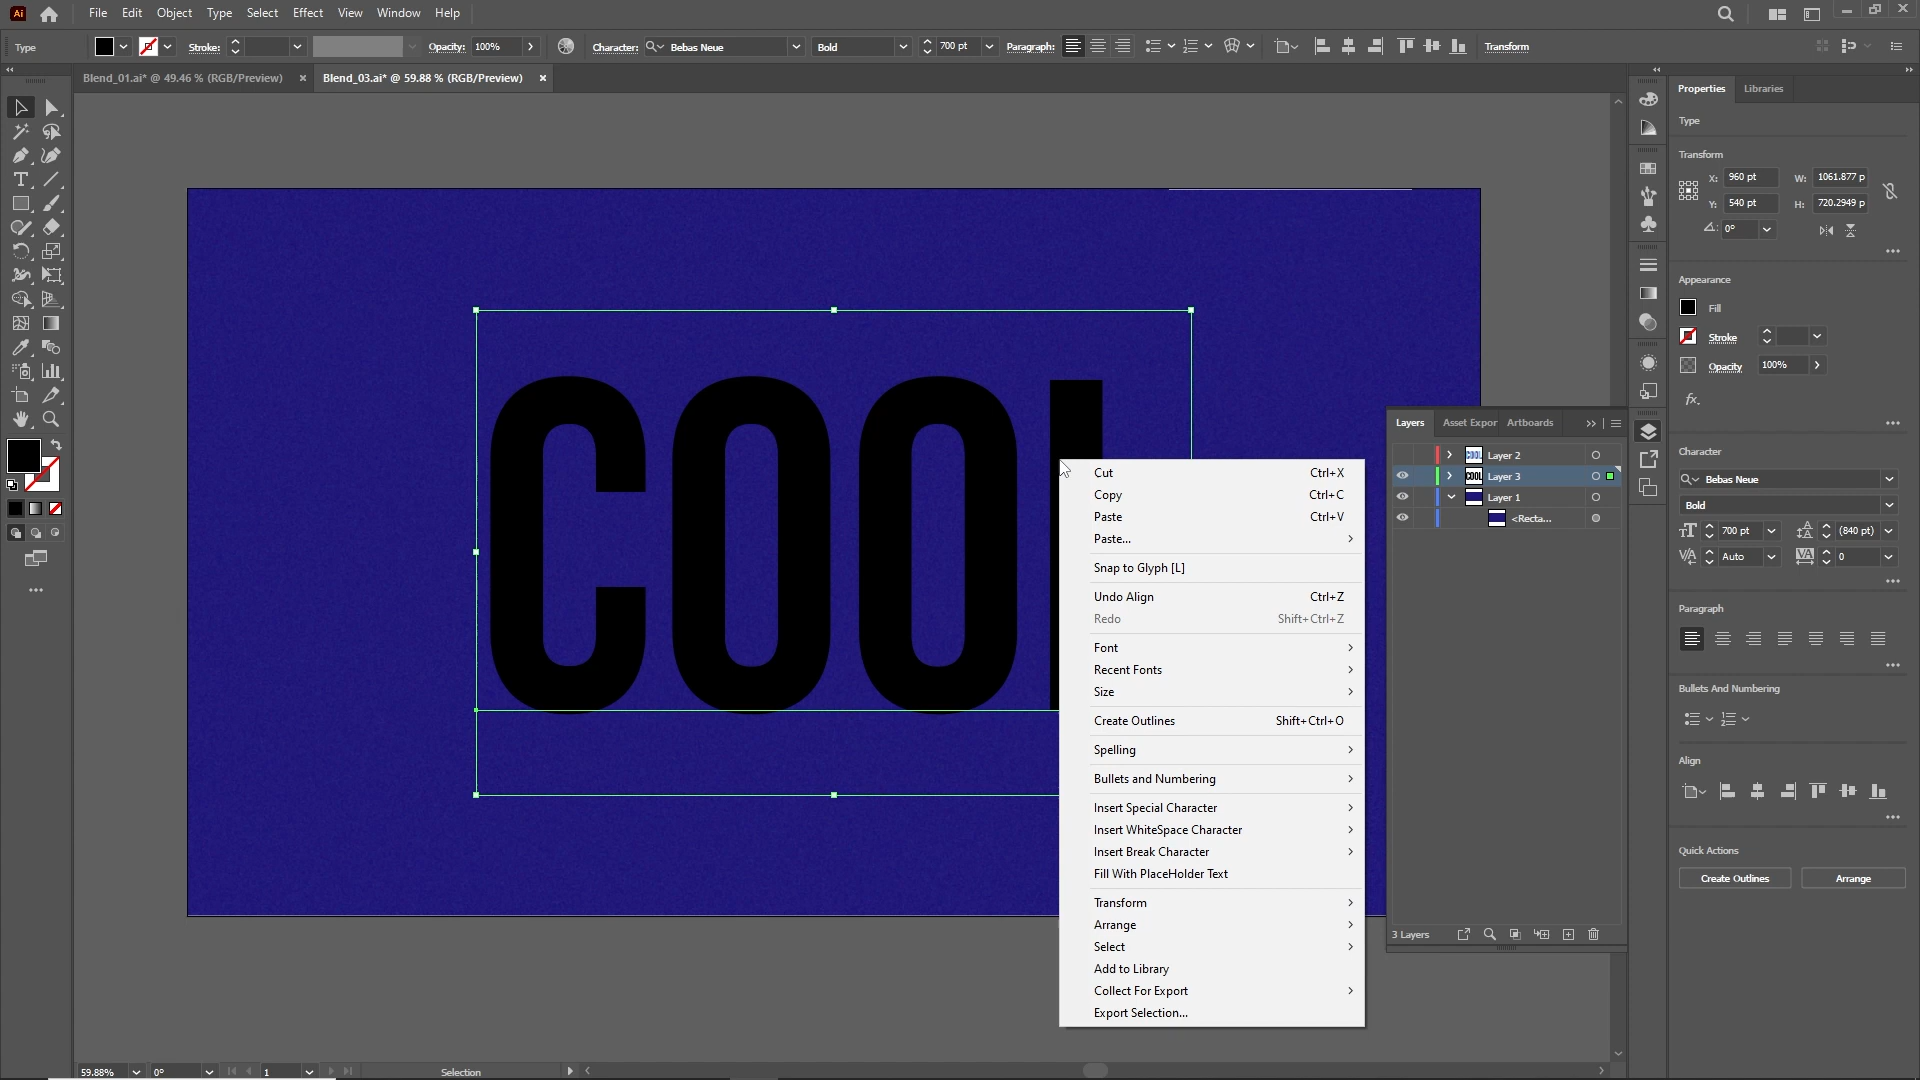 Ai
File Edit Object Type Select Effect View Window Help
Type Stroke: Opacity: 100% Character: Bebas Neue Bold 700 pt Paragraph: Transform
Blend_01.ai* @ 49.46 % (RGB/Preview) × Blend_03.ai* @ 59.88 % (RGB/Preview) ×
COOL
Cut Ctrl+X
Copy Ctrl+C
Paste Ctrl+V
Paste...
Snap to Glyph [L]
Undo Align Ctrl+Z
Redo Shift+Ctrl+Z
Font
Recent Fonts
Size
Create Outlines Shift+Ctrl+O
Spelling
Bullets and Numbering
Insert Special Character
Insert WhiteSpace Character
Insert Break Character
Fill With PlaceHolder Text
Transform
Arrange
Select
Add to Library
Collect For Export
Export Selection...
Layers Asset Expor Artboards
Layer 2
Layer 3
Layer 1
<Recta...
3 Layers
Properties Libraries
Type
Transform
X: 960 pt W: 1061.877 p
Y: 540 pt H: 720.2949 p
0°
Appearance
Fill
Stroke
Opacity 100%
fx.
Character
Bebas Neue
Bold
700 pt (840 pt)
Auto 0
Paragraph
Bullets And Numbering
Align
Quick Actions
Create Outlines Arrange
59.88% 0° 1 Selection